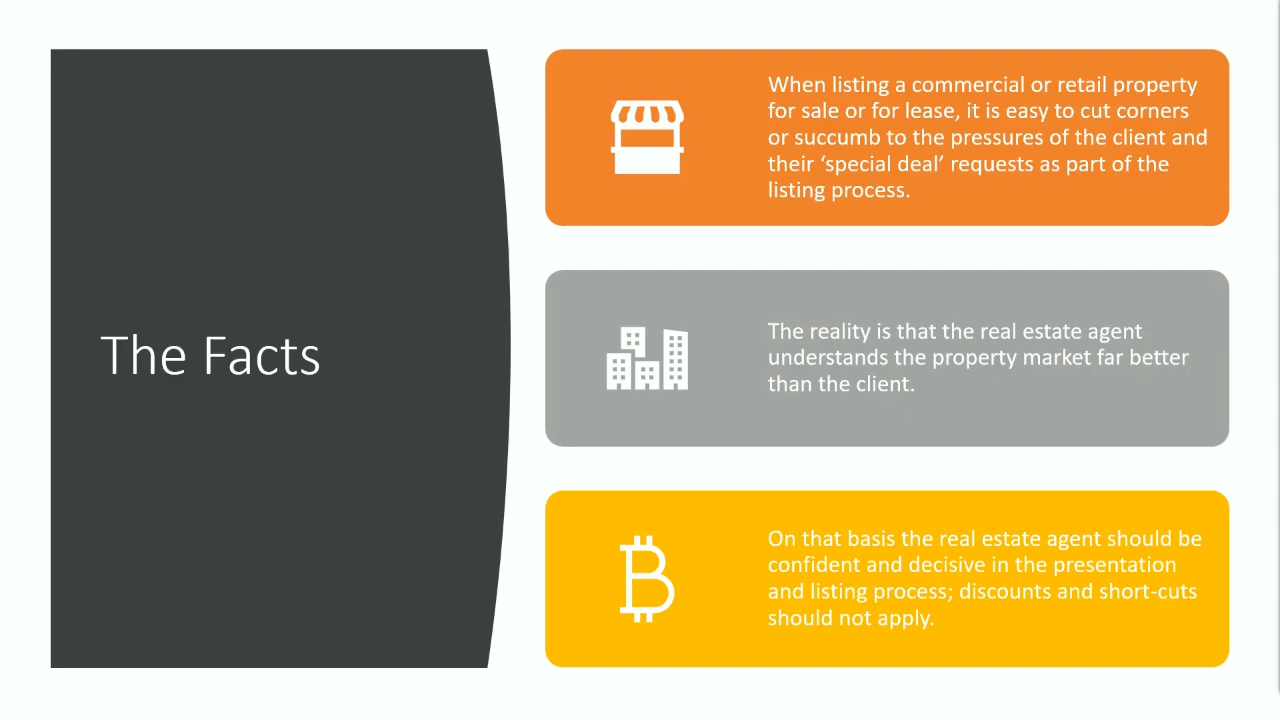 The Facts
When listing a commercial or retail property
for sale or for lease, it is easy to cut corners
or succumb to the pressures of the client and
their ‘special deal’ requests as part of the
listing process.
The reality is that the real estate agent
understands the property market far better
than the client.
On that basis the real estate agent should be
confident and decisive in the presentation
and listing process; discounts and short-cuts
should not apply.